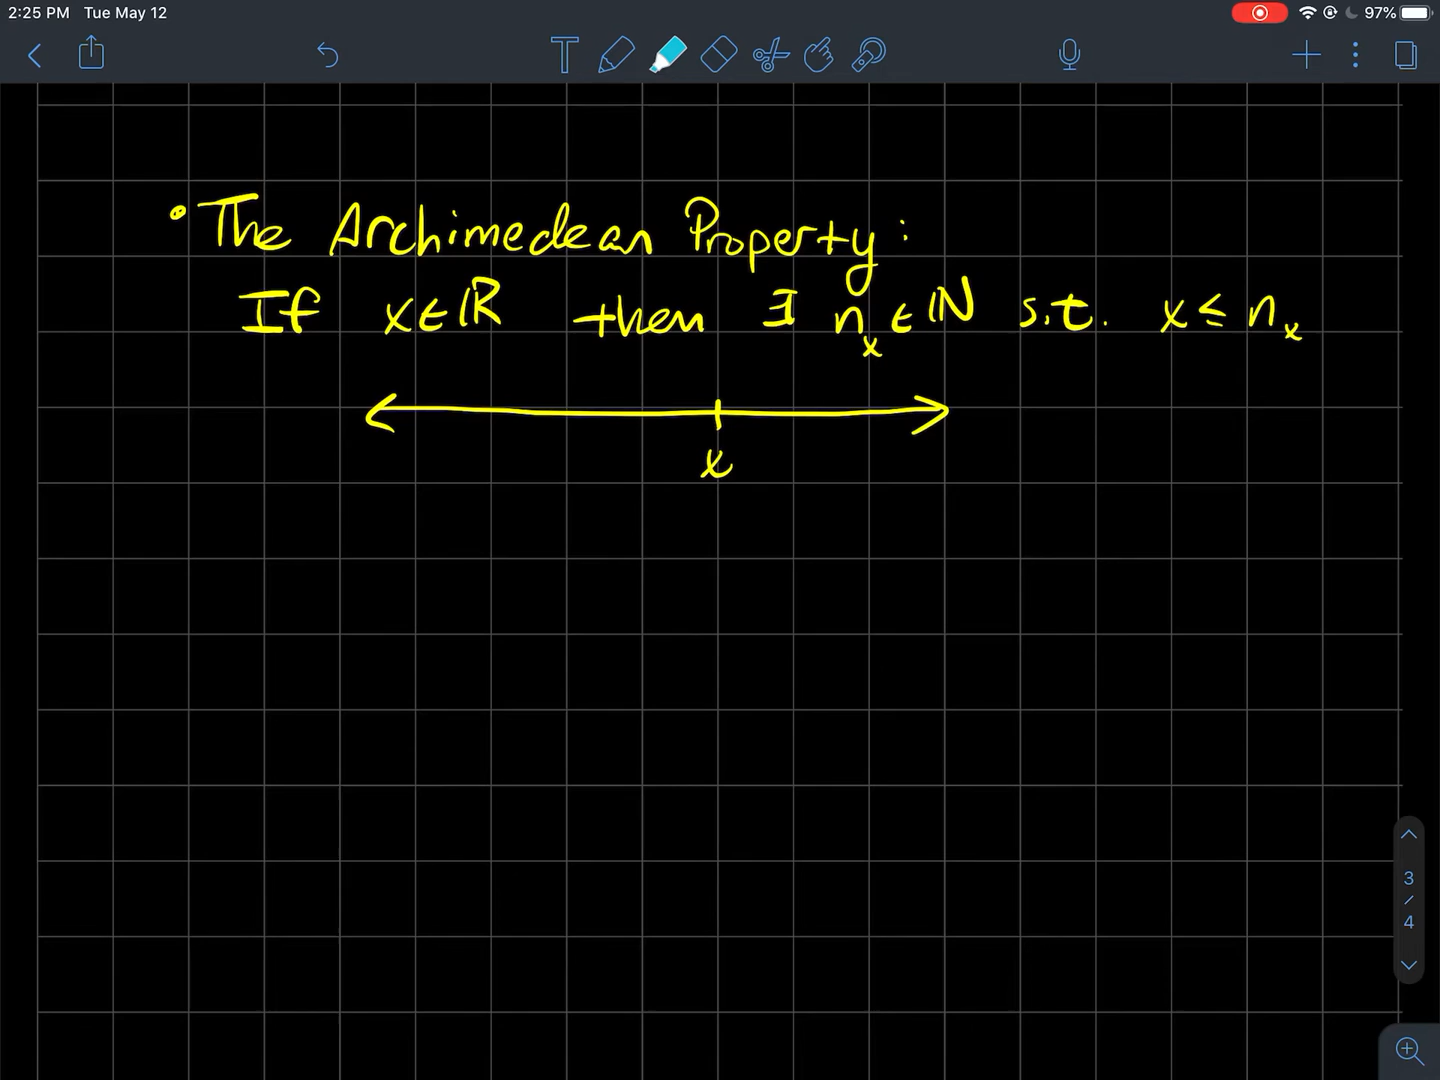 2:25 PM Tue May 12
97%
• The Archimedean Property:
If x ∈ ℝ then ∃ nₓ ∈ ℕ s.t. x ≤ nₓ
x
3
/
4